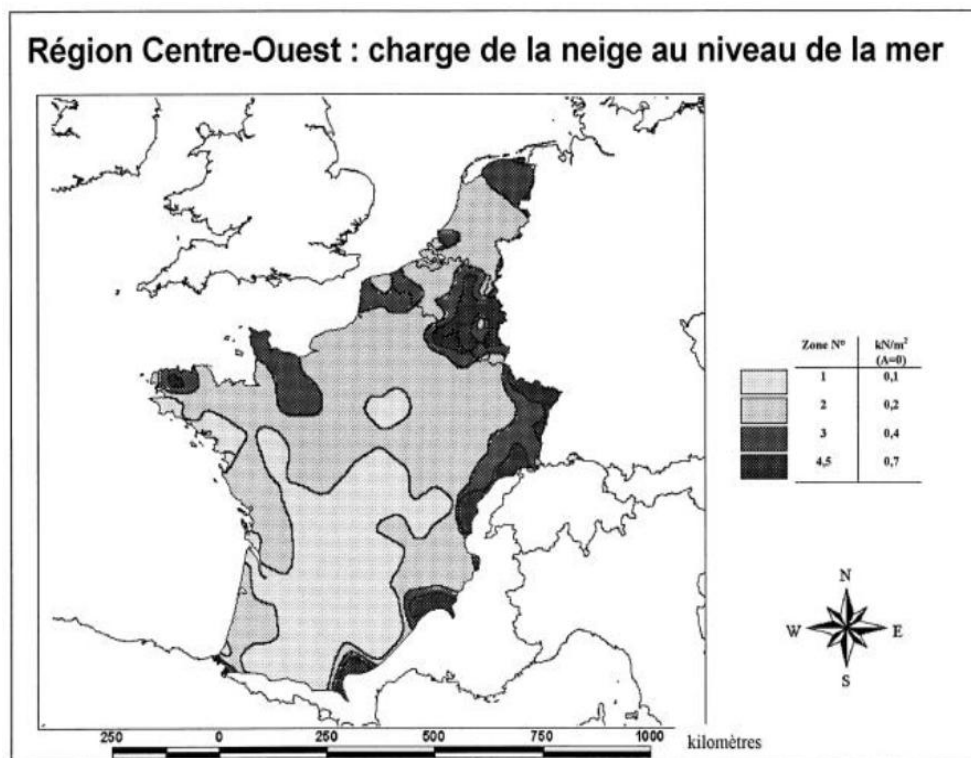 Région Centre-Ouest : charge de la neige au niveau de la mer
Zone N° kN/m²
(A=0)
1 0,1
2 0,2
3 0,4
4,5 0,7
N
W E
S
250 0 250 500 750 1000 kilomètres